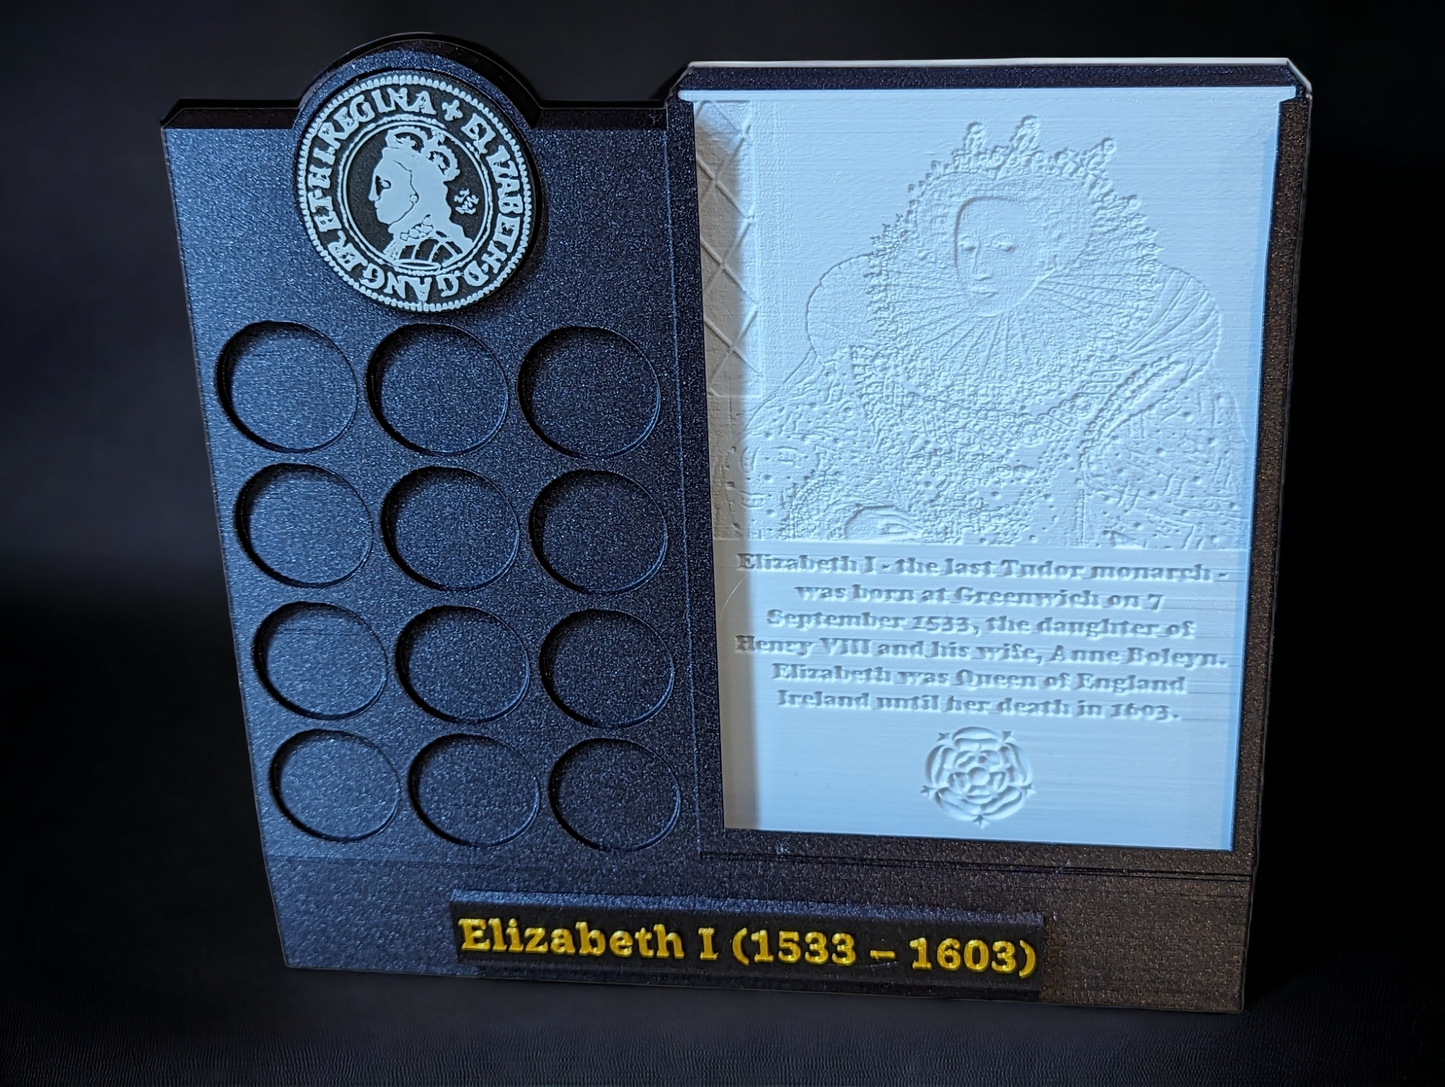 ELIZABETH·D·G·ANG·FR·ET·HI·REGINA
Elizabeth I - the last Tudor monarch -
was born at Greenwich on 7
September 1533, the daughter of
Henry VIII and his wife, Anne Boleyn.
Elizabeth was Queen of England
Ireland until her death in 1603.
Elizabeth I (1533 – 1603)